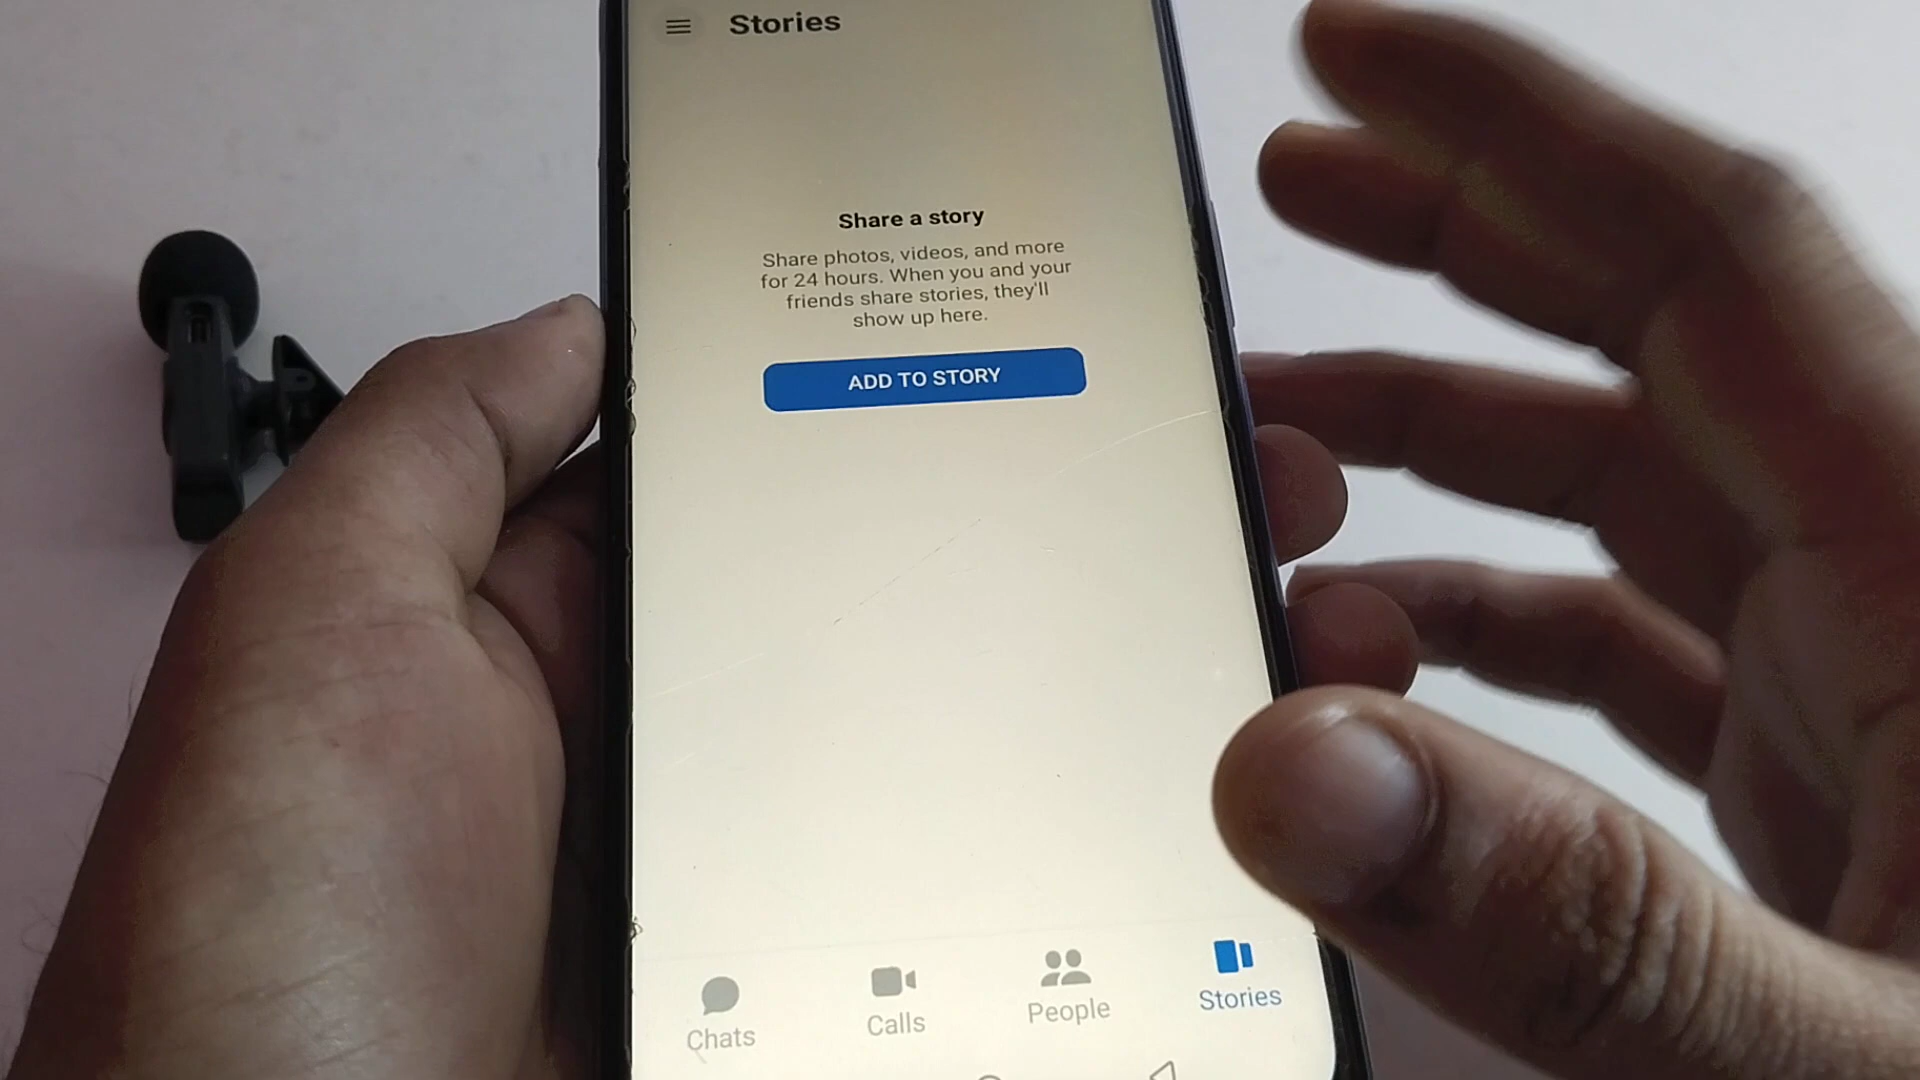 Stories
Share a story
Share photos, videos, and more
for 24 hours. When you and your
friends share stories, they'll
show up here.
ADD TO STORY
Chats
Calls
People
Stories